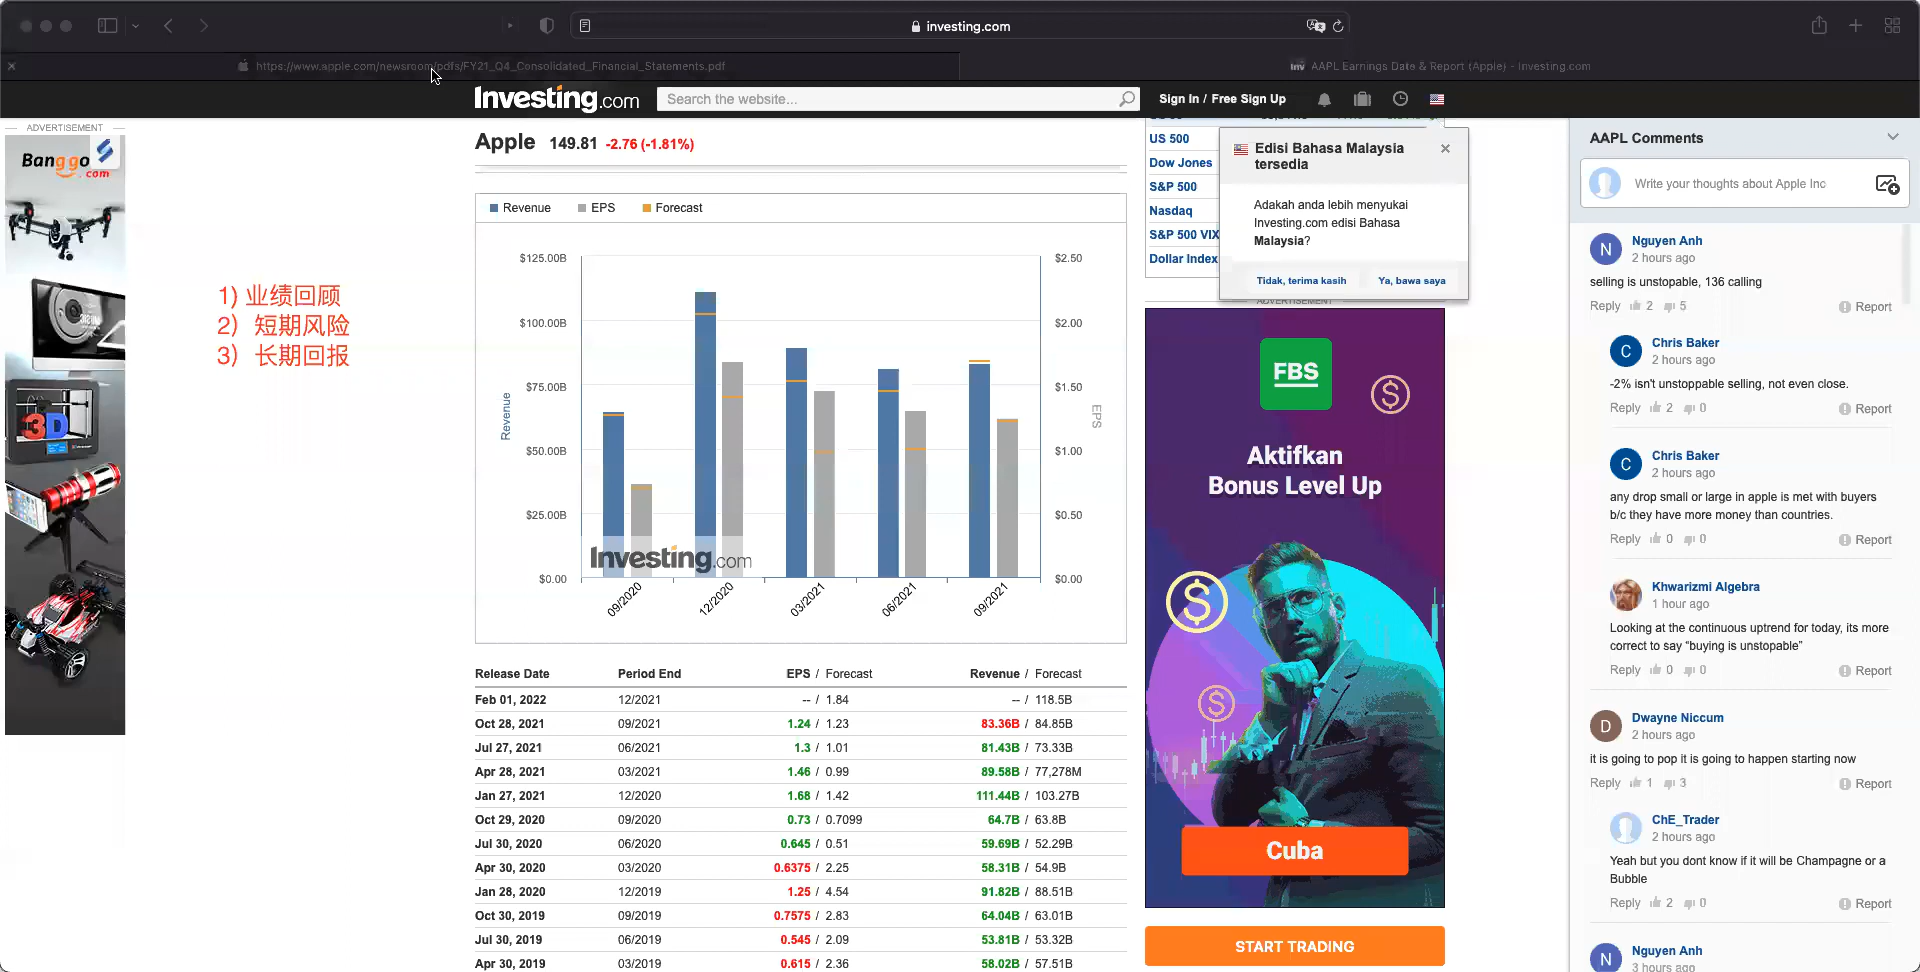 investing.com
https://www.apple.com/newsroom/pdfs/FY21_Q4_Consolidated_Financial_Statements.pdf
Inv AAPL Earnings Date & Report (Apple) - Investing.com
Investing.com
Search the website...
Sign In / Free Sign Up
ADVERTISEMENT
Banggood
.com
3D
1) 业绩回顾
2) 短期风险
3) 长期回报
Apple 149.81 -2.76 (-1.81%)
Revenue EPS Forecast
$125.00B
$100.00B
$75.00B
$50.00B
$25.00B
$0.00
Revenue
$2.50
$2.00
$1.50
$1.00
$0.50
$0.00
EPS
Investing.com
09/2020 12/2020 03/2021 06/2021 09/2021
Release Date Period End EPS / Forecast Revenue / Forecast
Feb 01, 2022 12/2021 -- / 1.84 -- / 118.5B
Oct 28, 2021 09/2021 1.24 / 1.23 83.36B / 84.85B
Jul 27, 2021 06/2021 1.3 / 1.01 81.43B / 73.33B
Apr 28, 2021 03/2021 1.46 / 0.99 89.58B / 77,278M
Jan 27, 2021 12/2020 1.68 / 1.42 111.44B / 103.27B
Oct 29, 2020 09/2020 0.73 / 0.7099 64.7B / 63.8B
Jul 30, 2020 06/2020 0.645 / 0.51 59.69B / 52.29B
Apr 30, 2020 03/2020 0.6375 / 2.25 58.31B / 54.9B
Jan 28, 2020 12/2019 1.25 / 4.54 91.82B / 88.51B
Oct 30, 2019 09/2019 0.7575 / 2.83 64.04B / 63.01B
Jul 30, 2019 06/2019 0.545 / 2.09 53.81B / 53.32B
Apr 30, 2019 03/2019 0.615 / 2.36 58.02B / 57.51B
US 500
Dow Jones
S&P 500
Nasdaq
S&P 500 VIX
Dollar Index
Edisi Bahasa Malaysia
tersedia
Adakah anda lebih menyukai
Investing.com edisi Bahasa
Malaysia?
Tidak, terima kasih Ya, bawa saya
ADVERTISEMENT
FBS
Aktifkan
Bonus Level Up
Cuba
START TRADING
AAPL Comments
Write your thoughts about Apple Inc
N
Nguyen Anh
2 hours ago
selling is unstopable, 136 calling
Reply 2 5 Report
C
Chris Baker
2 hours ago
-2% isn't unstoppable selling, not even close.
Reply 2 0 Report
C
Chris Baker
2 hours ago
any drop small or large in apple is met with buyers
b/c they have more money than countries.
Reply 0 0 Report
Khwarizmi Algebra
1 hour ago
Looking at the continuous uptrend for today, its more
correct to say “buying is unstopable”
Reply 0 0 Report
D
Dwayne Niccum
2 hours ago
it is going to pop it is going to happen starting now
Reply 1 3 Report
ChE_Trader
2 hours ago
Yeah but you dont know if it will be Champagne or a
Bubble
Reply 2 0 Report
N
Nguyen Anh
3 hours ago